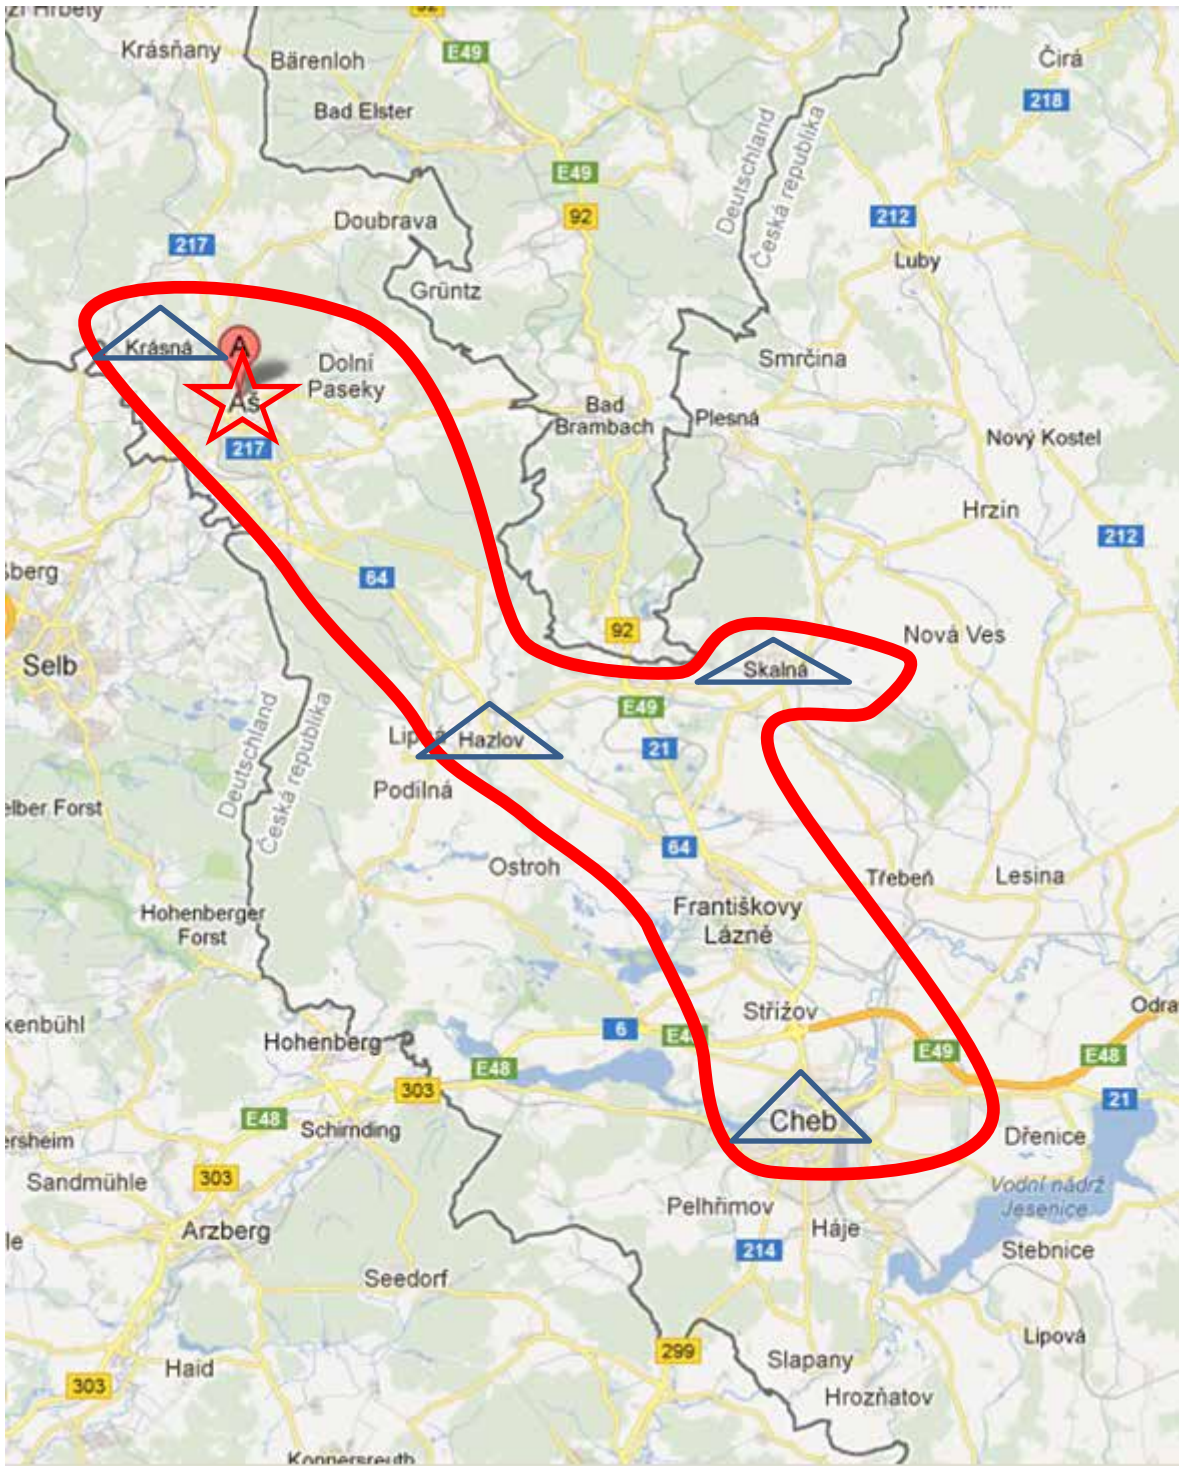 Krásňany
Bärenloh
E49
Čirá
218
Bad Elster
Deutschland
Česká republika
E49
92
212
Doubrava
217
Luby
Grüntz
Krásná
A
Dolní
Paseky
Smrčina
Aš
Bad
Brambach
Plesná
217
Nový Kostel
Hrzín
212
64
92
Nová Ves
Selb
Skalná
E49
21
Deutschland
Česká republika
Hazlov
Podílná
64
Ostroh
Třebeň
Lesina
Františkovy
Lázně
Hohenberger
Forst
Střížov
6
Hohenberg
E49
E48
E48
303
21
E48
Schirnding
Cheb
Dřenice
Sandmühle
303
Vodní nádrž
Jesenice
Pelhřimov
Arzberg
Háje
214
Stebnice
Seedorf
Lipová
299
Haid
Slapany
303
Hrozňatov